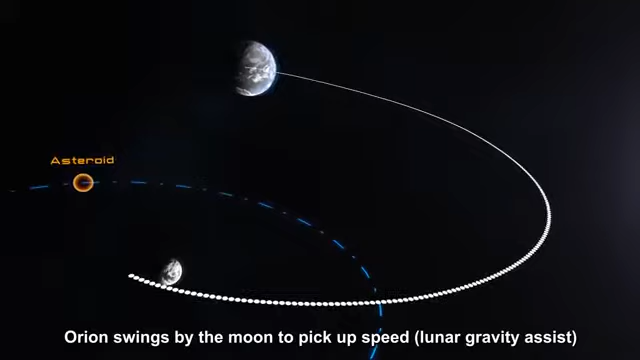 Asteroid
Orion swings by the moon to pick up speed (lunar gravity assist)